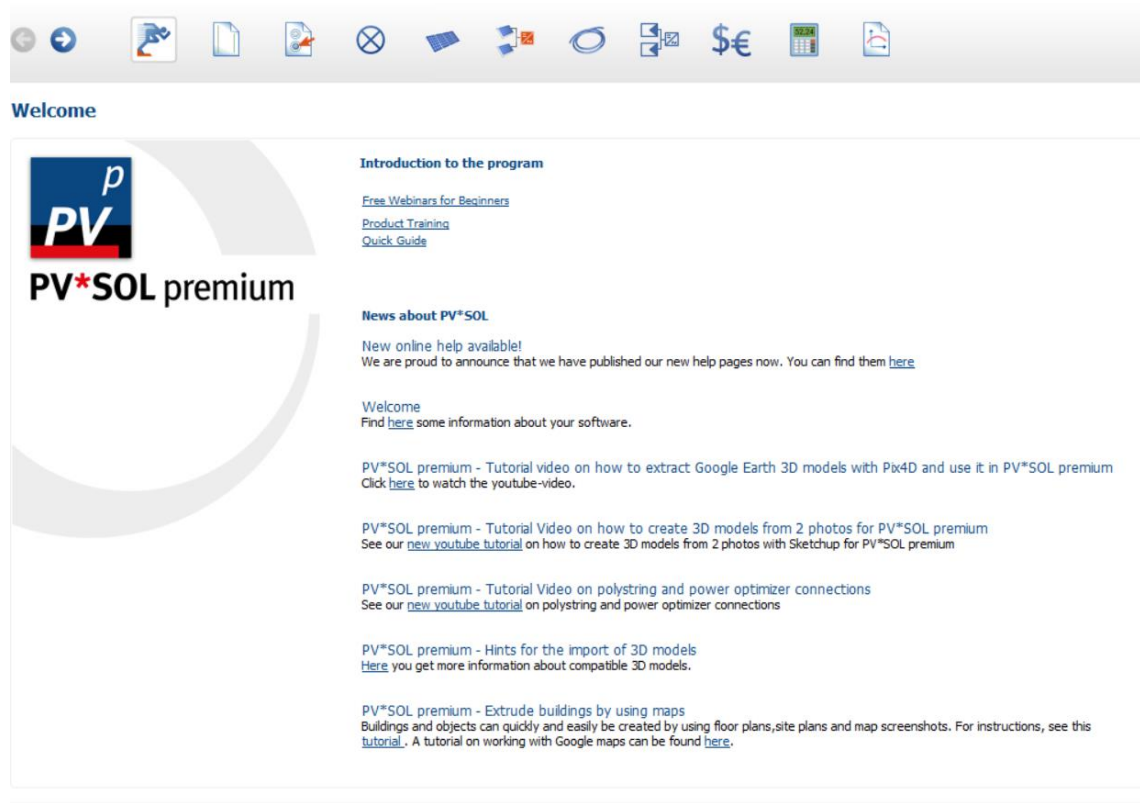 $€
32.24
Welcome
p
PV
PV*SOL premium
Introduction to the program
Free Webinars for Beginners
Product Training
Quick Guide
News about PV*SOL
New online help available!
We are proud to announce that we have published our new help pages now. You can find them here
Welcome
Find here some information about your software.
PV*SOL premium - Tutorial video on how to extract Google Earth 3D models with Pix4D and use it in PV*SOL premium
Click here to watch the youtube-video.
PV*SOL premium - Tutorial Video on how to create 3D models from 2 photos for PV*SOL premium
See our new youtube tutorial on how to create 3D models from 2 photos with Sketchup for PV*SOL premium
PV*SOL premium - Tutorial Video on polystring and power optimizer connections
See our new youtube tutorial on polystring and power optimizer connections
PV*SOL premium - Hints for the import of 3D models
Here you get more information about compatible 3D models.
PV*SOL premium - Extrude buildings by using maps
Buildings and objects can quickly and easily be created by using floor plans,site plans and map screenshots. For instructions, see this
tutorial . A tutorial on working with Google maps can be found here.